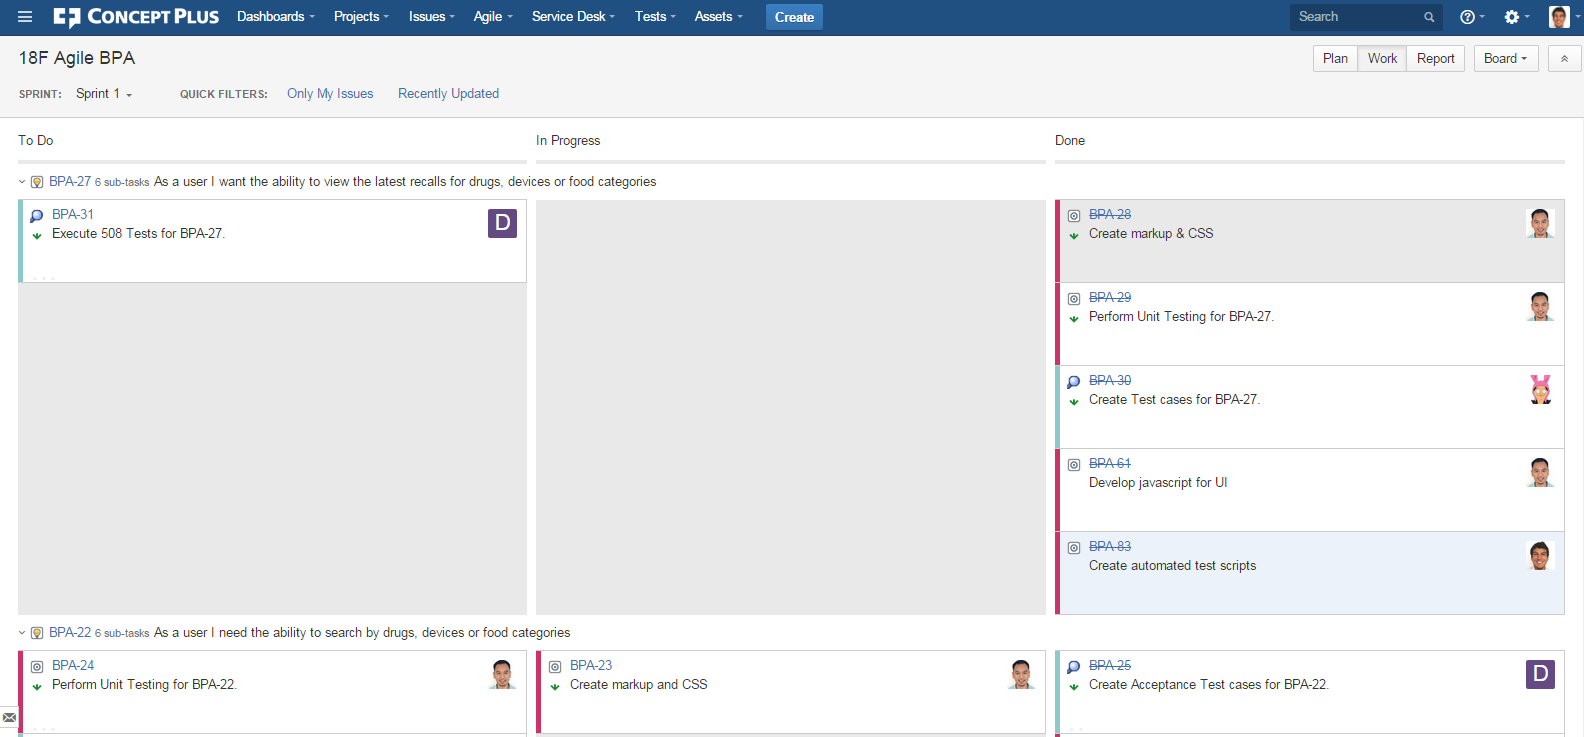 CONCEPT PLUS Dashboards Projects Issues Agile Service Desk Tests Assets Create Search
18F Agile BPA Plan Work Report Board
SPRINT: Sprint 1 QUICK FILTERS: Only My Issues Recently Updated
To Do In Progress Done
BPA-27 6 sub-tasks As a user I want the ability to view the latest recalls for drugs, devices or food categories
BPA-31
Execute 508 Tests for BPA-27.
D
BPA-28
Create markup & CSS
BPA-29
Perform Unit Testing for BPA-27.
BPA-30
Create Test cases for BPA-27.
BPA-61
Develop javascript for UI
BPA-83
Create automated test scripts
BPA-22 6 sub-tasks As a user I need the ability to search by drugs, devices or food categories
BPA-24
Perform Unit Testing for BPA-22.
BPA-23
Create markup and CSS
BPA-25
Create Acceptance Test cases for BPA-22.
D